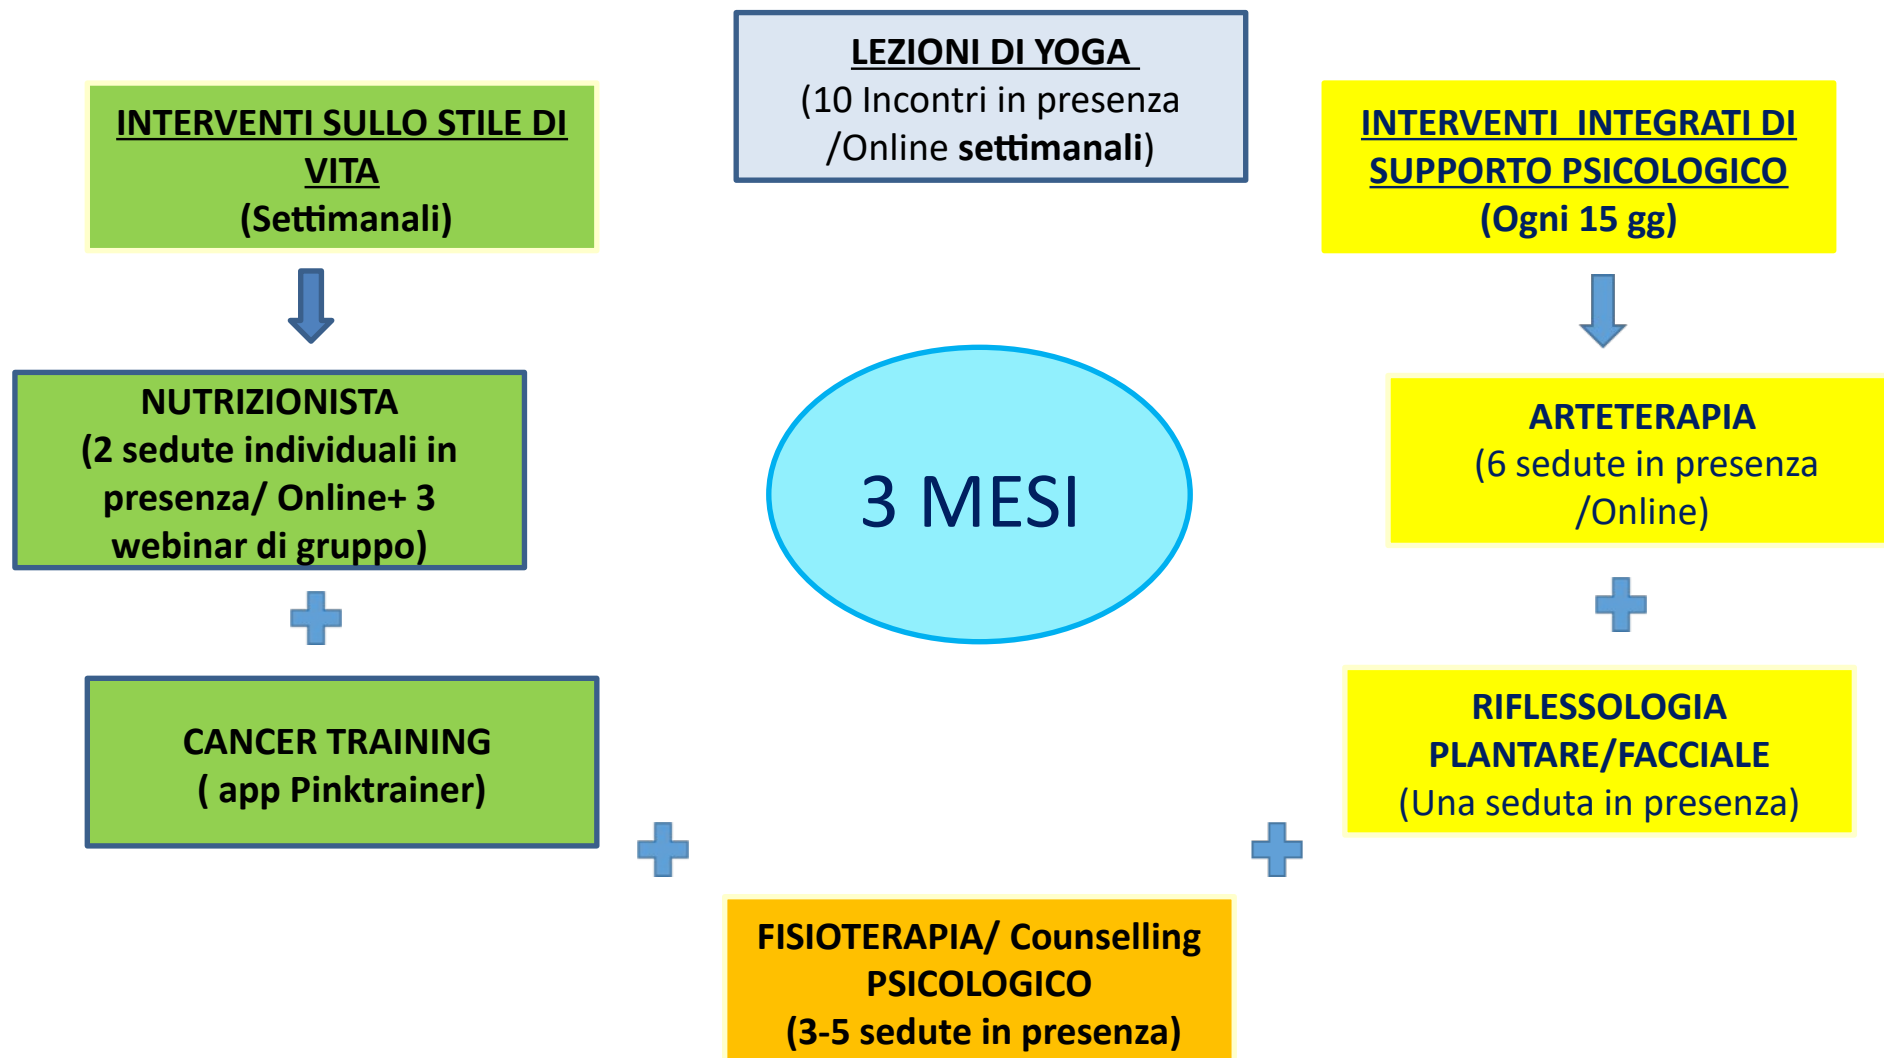 LEZIONI DI YOGA
(10 Incontri in presenza
/Online settimanali)
INTERVENTI SULLO STILE DI
VITA
(Settimanali)
INTERVENTI INTEGRATI DI
SUPPORTO PSICOLOGICO
(Ogni 15 gg)
NUTRIZIONISTA
(2 sedute individuali in
presenza/ Online+ 3
webinar di gruppo)
3 MESI
ARTETERAPIA
(6 sedute in presenza
/Online)
CANCER TRAINING
( app Pinktrainer)
RIFLESSOLOGIA
PLANTARE/FACCIALE
(Una seduta in presenza)
FISIOTERAPIA/ Counselling
PSICOLOGICO
(3-5 sedute in presenza)